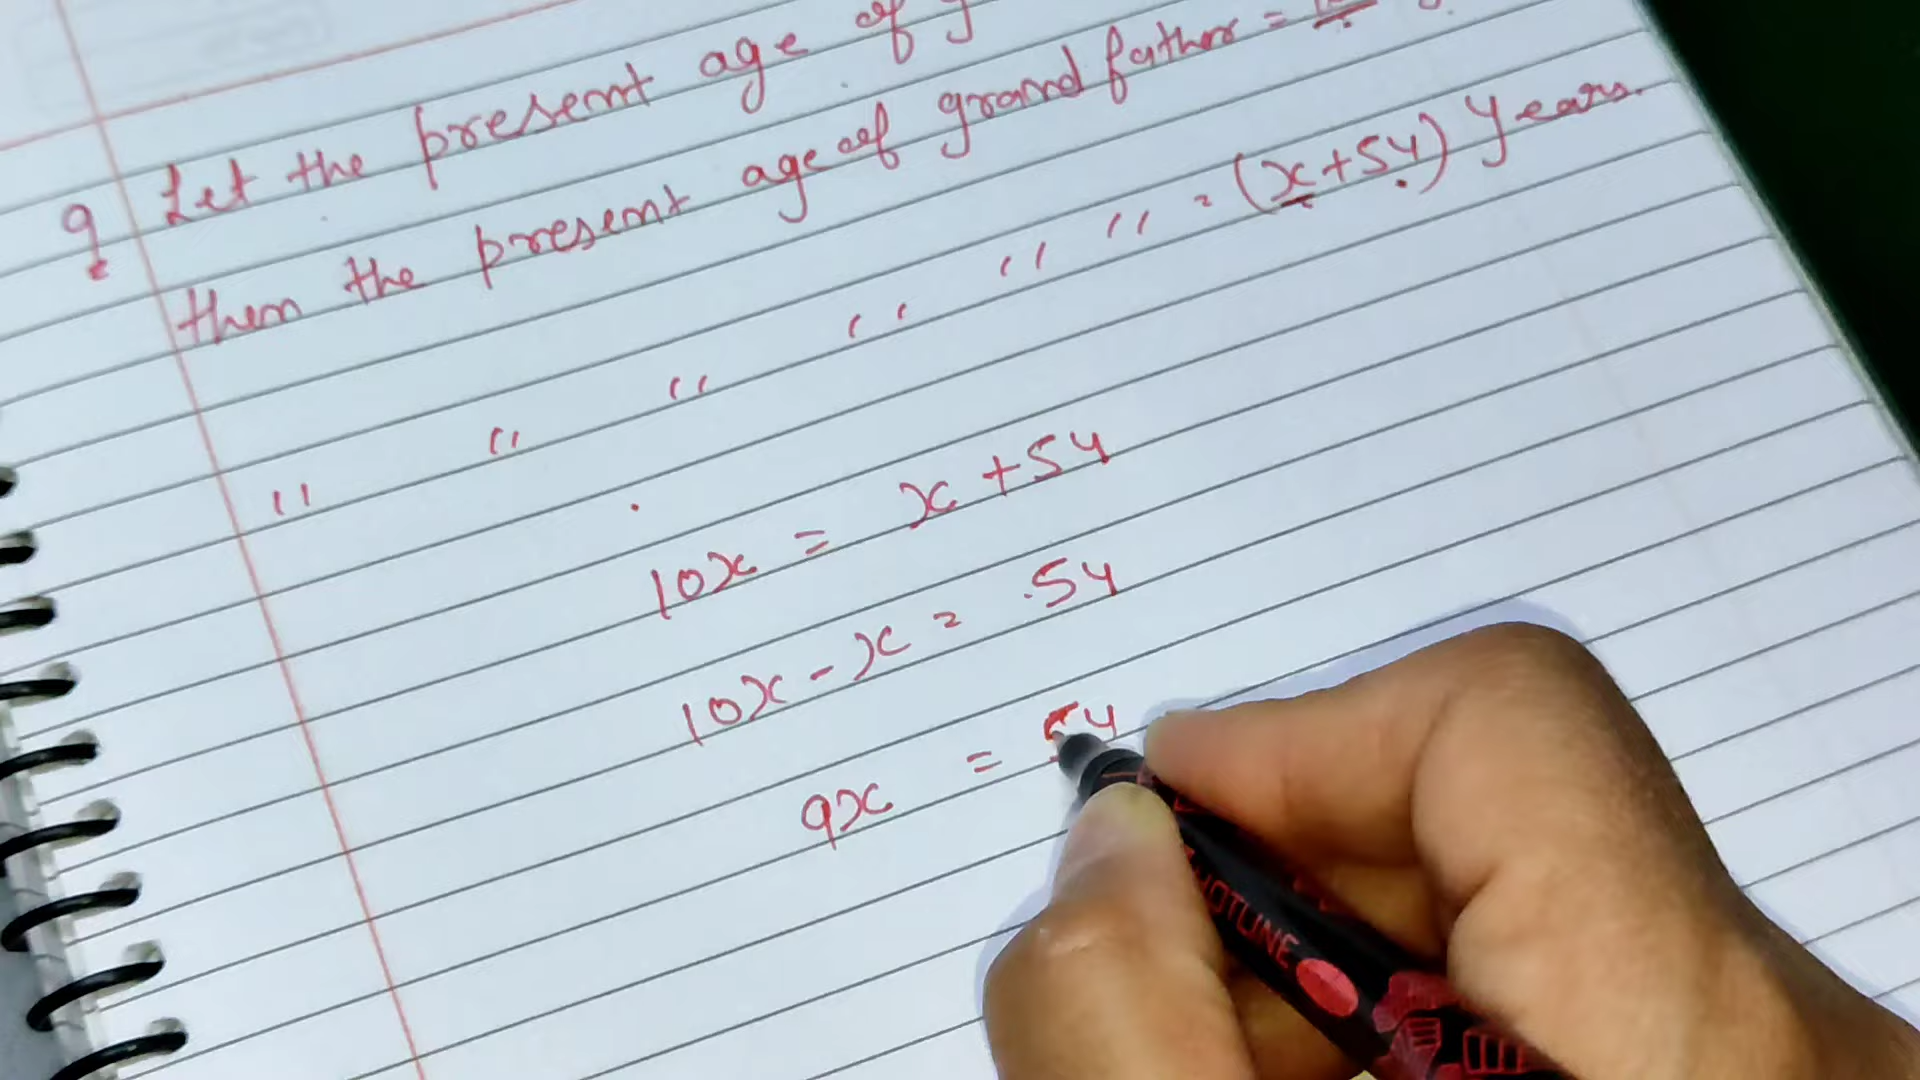 9 Let the present age of
then the present age of grand father =
" " " " " " = (x+54) Years.
10x = x + 54
10x - x = 54
9x = 54
HOTLINE